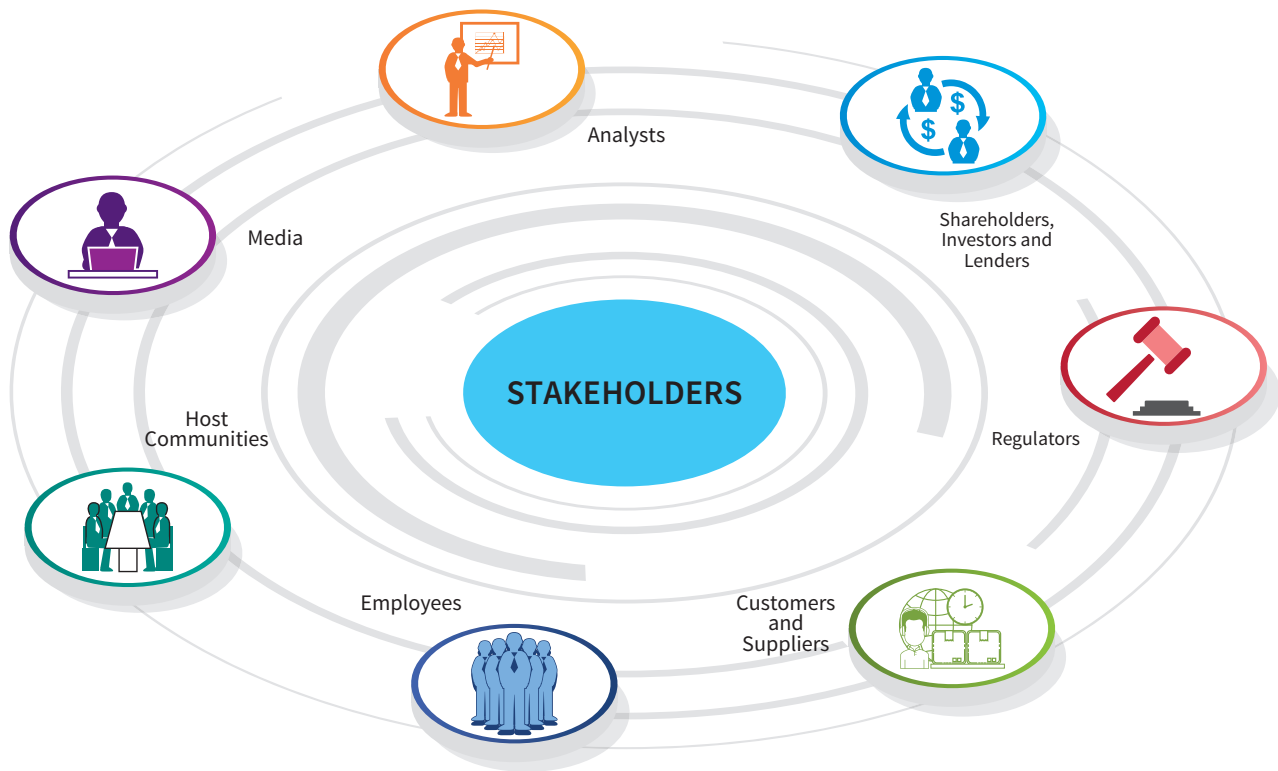 Analysts
Shareholders,
Investors and
Lenders
Media
STAKEHOLDERS
Host
Communities
Regulators
Employees
Customers
and
Suppliers
$
$